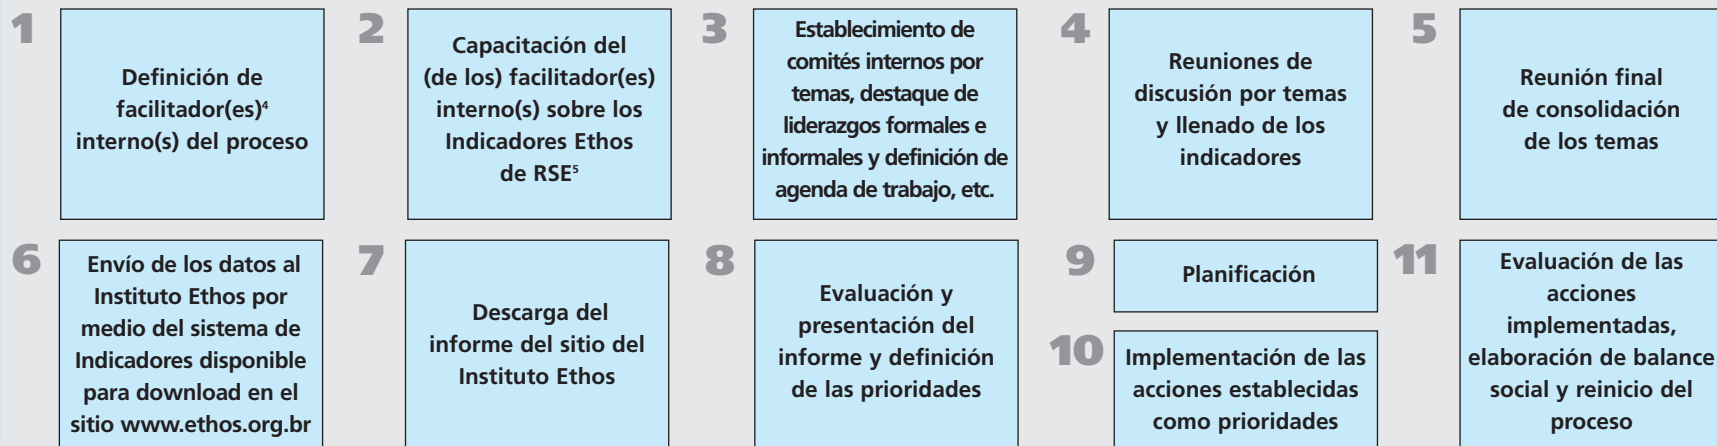 1
Definición de
facilitador(es)⁴
interno(s) del proceso
2
Capacitación del
(de los) facilitador(es)
interno(s) sobre los
Indicadores Ethos
de RSE⁵
3
Establecimiento de
comités internos por
temas, destaque de
liderazgos formales e
informales y definición de
agenda de trabajo, etc.
4
Reuniones de
discusión por temas
y llenado de los
indicadores
5
Reunión final
de consolidación
de los temas
6
Envío de los datos al
Instituto Ethos por
medio del sistema de
Indicadores disponible
para download en el
sitio www.ethos.org.br
7
Descarga del
informe del sitio del
Instituto Ethos
8
Evaluación y
presentación del
informe y definición
de las prioridades
9
Planificación
10
Implementación de las
acciones establecidas
como prioridades
11
Evaluación de las
acciones
implementadas,
elaboración de balance
social y reinicio del
proceso